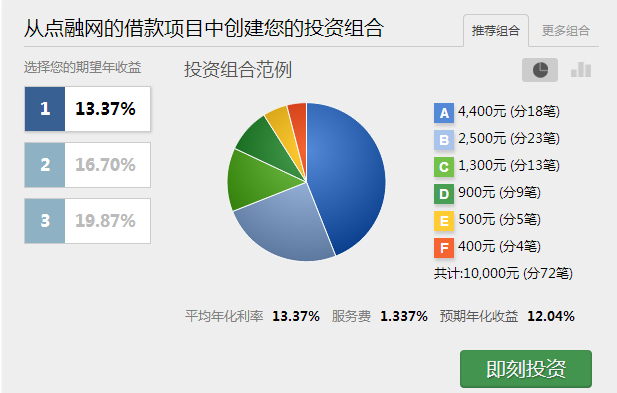 从点融网的借款项目中创建您的投资组合
推荐组合
更多组合
选择您的期望年收益
投资组合范例
1 13.37%
2 16.70%
3 19.87%
A 4,400元 (分18笔)
B 2,500元 (分23笔)
C 1,300元 (分13笔)
D 900元 (分9笔)
E 500元 (分5笔)
F 400元 (分4笔)
共计:10,000元 (分72笔)
平均年化利率 13.37% 服务费 1.337% 预期年化收益 12.04%
即刻投资